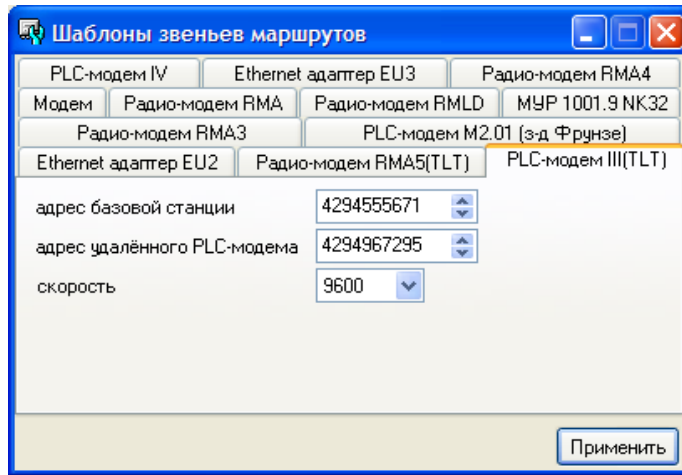 Шаблоны звеньев маршрутов
PLC-модем IV Ethernet адаптер EU3 Радио-модем RMA4
Модем Радио-модем RMA Радио-модем RMLD МУР 1001.9 NK32
Радио-модем RMA3 PLC-модем M2.01 (з-д Фрунзе)
Ethernet адаптер EU2 Радио-модем RMA5(TLT) PLC-модем III(TLT)
адрес базовой станции 4294555671
адрес удалённого PLC-модема 4294967295
скорость 9600
Применить